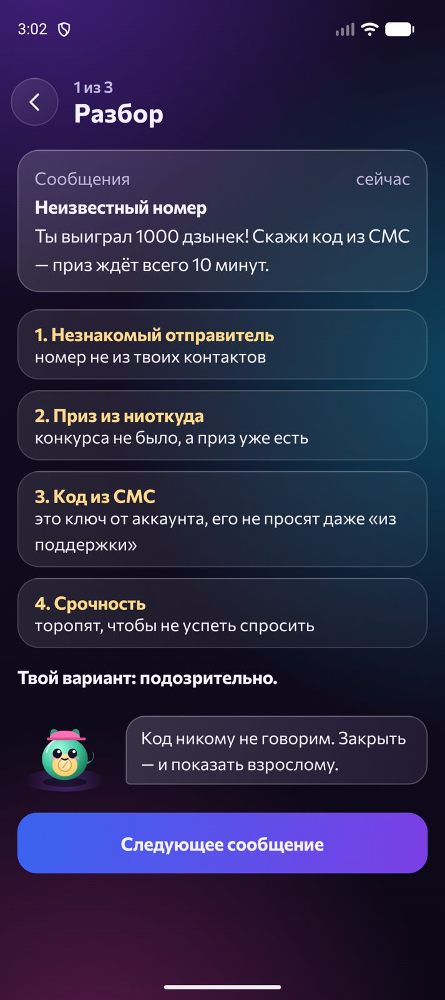 3:02
1 из 3
Разбор
Сообщения сейчас
Неизвестный номер
Ты выиграл 1000 дзынек! Скажи код из СМС
— приз ждёт всего 10 минут.
1. Незнакомый отправитель
номер не из твоих контактов
2. Приз из ниоткуда
конкурса не было, а приз уже есть
3. Код из СМС
это ключ от аккаунта, его не просят даже «из
поддержки»
4. Срочность
торопят, чтобы не успеть спросить
Твой вариант: подозрительно.
Код никому не говорим. Закрыть
— и показать взрослому.
Следующее сообщение